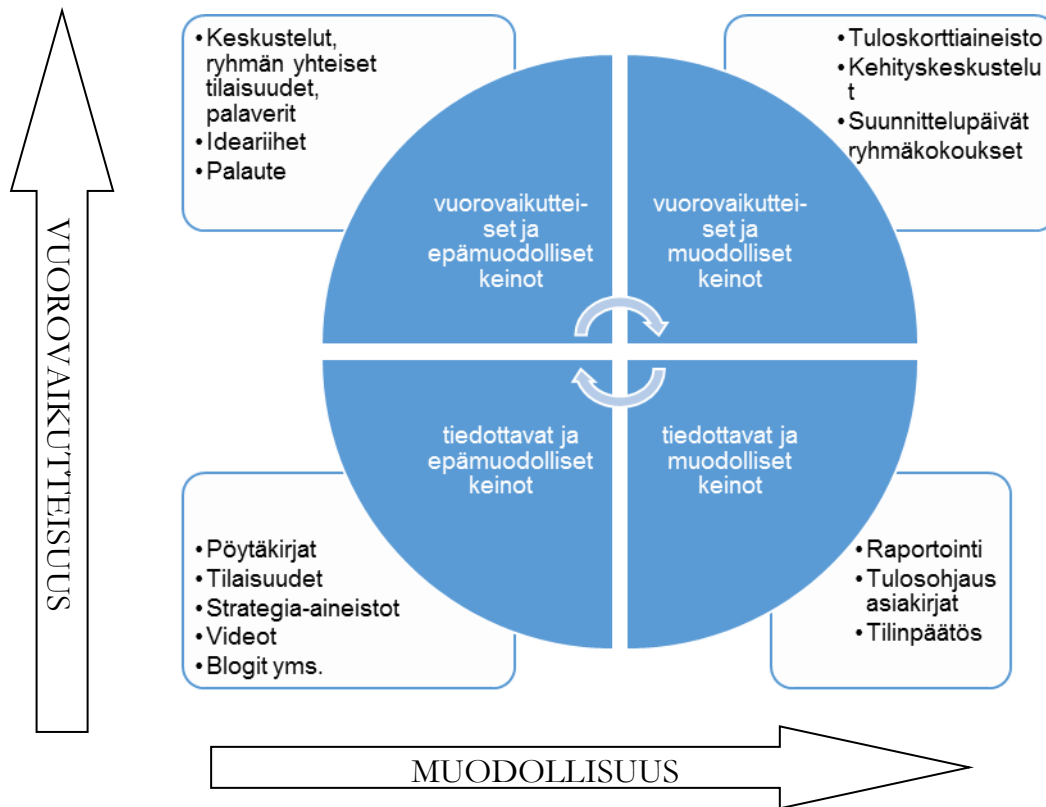 •Keskustelut,
ryhmän yhteiset
tilaisuudet,
palaverit
•Ideariihet
•Palaute
•Tuloskorttiaineisto
•Kehityskeskustelu
t
•Suunnittelupäivät
ryhmäkokoukset
vuorovaikuttei-
set ja
epämuodolliset
keinot
vuorovaikuttei-
set ja
muodolliset
keinot
VUOROVAIKUTTEISUUS
tiedottavat ja
epämuodolliset
keinot
tiedottavat ja
muodolliset
keinot
•Pöytäkirjat
•Tilaisuudet
•Strategia-aineistot
•Videot
•Blogit yms.
•Raportointi
•Tulosohjaus
asiakirjat
•Tilinpäätös
MUODOLLISUUS